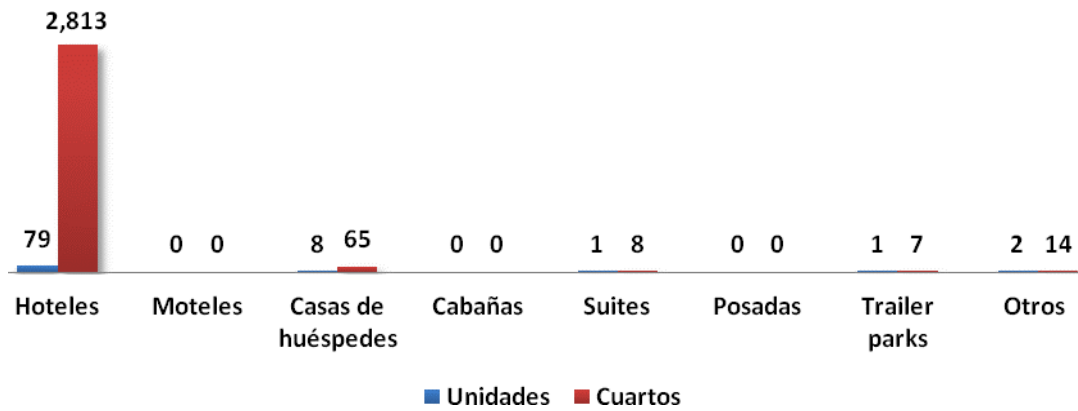 2,813
79
0 0
8 65
0 0
1 8
0 0
1 7
2 14
Hoteles
Moteles
Casas de
huéspedes
Cabañas
Suites
Posadas
Trailer
parks
Otros
Unidades Cuartos